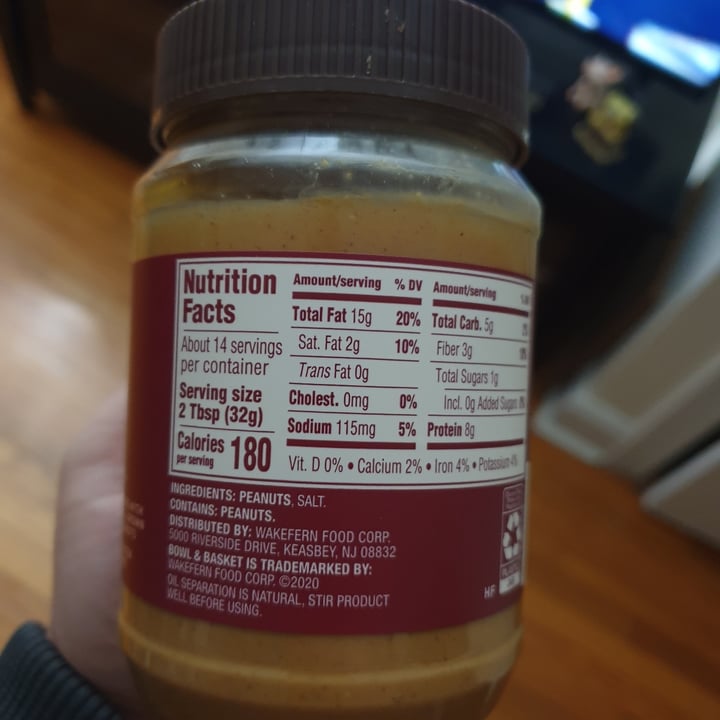 Nutrition
Facts
About 14 servings
per container
Serving size
2 Tbsp (32g)
Calories
per serving
180
Amount/serving % DV
Total Fat 15g 20%
Sat. Fat 2g 10%
Trans Fat 0g
Cholest. 0mg 0%
Sodium 115mg 5%
Amount/serving
Total Carb. 5g
Fiber 3g
Total Sugars 1g
Incl. 0g Added Sugars
Protein 8g
Vit. D 0% • Calcium 2% • Iron 4% • Potassium 4%
INGREDIENTS: PEANUTS, SALT.
CONTAINS: PEANUTS.
DISTRIBUTED BY: WAKEFERN FOOD CORP.
5000 RIVERSIDE DRIVE, KEASBEY, NJ 08832
BOWL & BASKET IS TRADEMARKED BY:
WAKEFERN FOOD CORP. ©2020
OIL SEPARATION IS NATURAL, STIR PRODUCT
WELL BEFORE USING.
HF